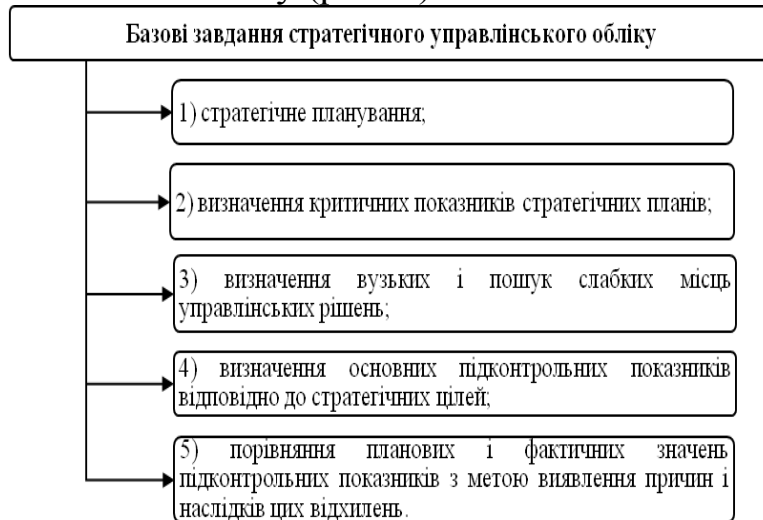 Базові завдання стратегічного управлінського обліку
1) стратегічне планування;
2) визначення критичних показників стратегічних планів;
3) визначення вузьких і пошук слабких місць
управлінських рішень;
4) визначення основних підконтрольних показників
відповідно до стратегічних цілей;
5) порівняння планових і фактичних значень
підконтрольних показників з метою виявлення причин і
наслідків цих відхилень.